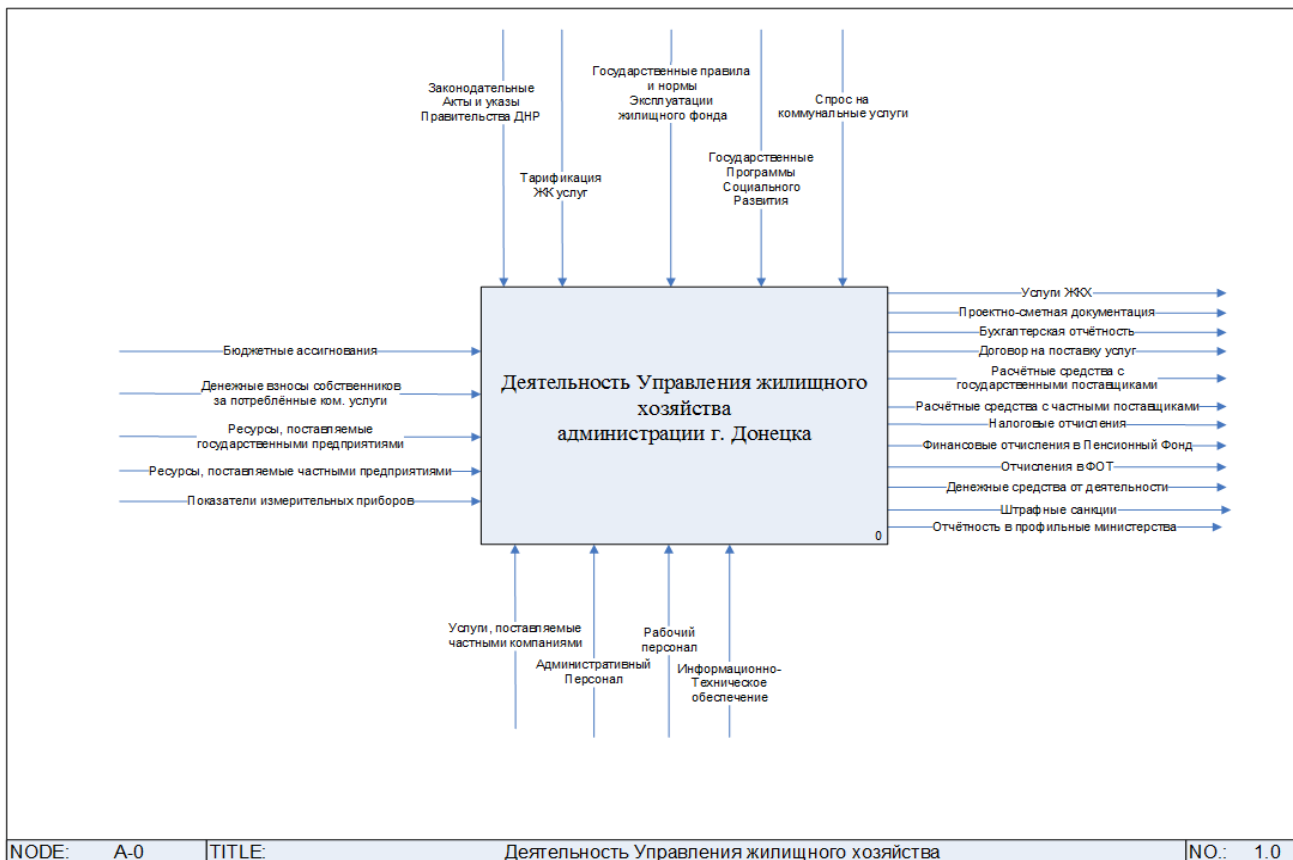 Законодательные
Акты и указы
Правительства ДНР
Тарификация
ЖК услуг
Государственные правила
и нормы
Эксплуатации
жилищного фонда
Государственные
Программы
Социального
Развития
Спрос на
коммунальные услуги
Бюджетные ассигнования
Денежные взносы собственников
за потреблённые ком. услуги
Ресурсы, поставляемые
государственными предприятиями
Ресурсы, поставляемые частными предприятиями
Показатели измерительных приборов
Деятельность Управления жилищного
хозяйства
администрации г. Донецка
0
Услуги ЖКХ
Проектно-сметная документация
Бухгалтерская отчётность
Договор на поставку услуг
Расчётные средства с
государственными поставщиками
Расчётные средства с частными поставщиками
Налоговые отчисления
Финансовые отчисления в Пенсионный Фонд
Отчисления в ФОТ
Денежные средства от деятельности
Штрафные санкции
Отчётность в профильные министерства
Услуги, поставляемые
частными компаниями
Административный
Персонал
Рабочий
персонал
Информационно-
Техническое
обеспечение
NODE: A-0 TITLE: Деятельность Управления жилищного хозяйства NO.: 1.0